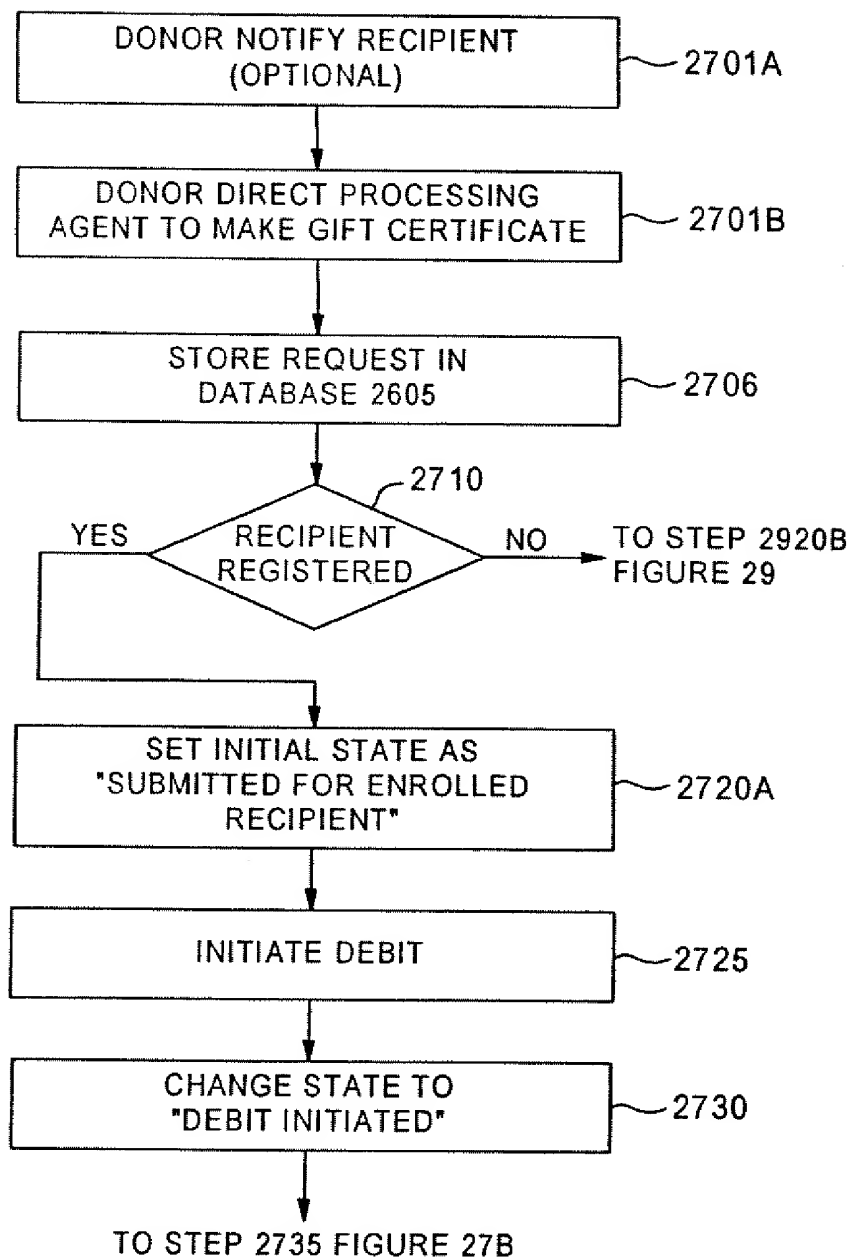 DONOR NOTIFY RECIPIENT
(OPTIONAL)
2701A
DONOR DIRECT PROCESSING
AGENT TO MAKE GIFT CERTIFICATE
2701B
STORE REQUEST IN
DATABASE 2605
2706
2710
YES
RECIPIENT
REGISTERED
NO
TO STEP 2920B
FIGURE 29
SET INITIAL STATE AS
"SUBMITTED FOR ENROLLED
RECIPIENT"
2720A
INITIATE DEBIT
2725
CHANGE STATE TO
"DEBIT INITIATED"
2730
TO STEP 2735 FIGURE 27B